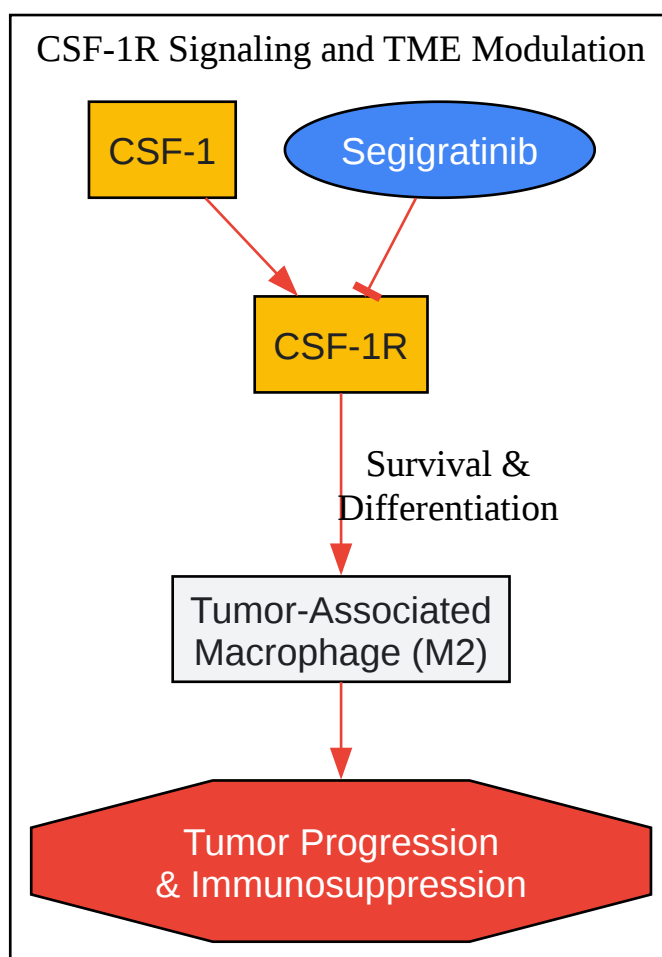 CSF-1R Signaling and TME Modulation
CSF-1
Segigratinib
CSF-1R
Survival &
Differentiation
Tumor-Associated
Macrophage (M2)
Tumor Progression
& Immunosuppression